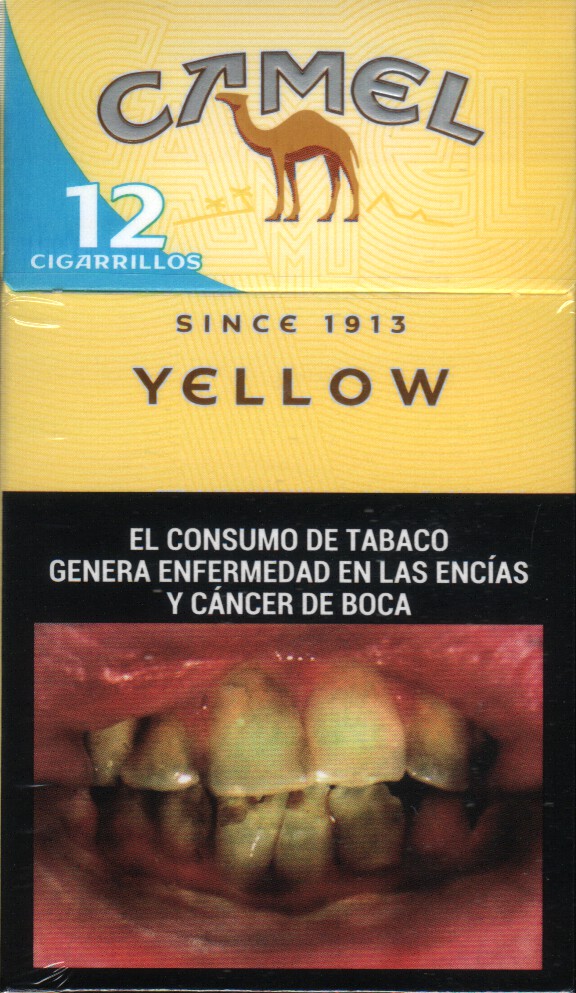 CAMEL
12
CIGARRILLOS
SINCE 1913
YELLOW
EL CONSUMO DE TABACO
GENERA ENFERMEDAD EN LAS ENCÍAS
Y CÁNCER DE BOCA